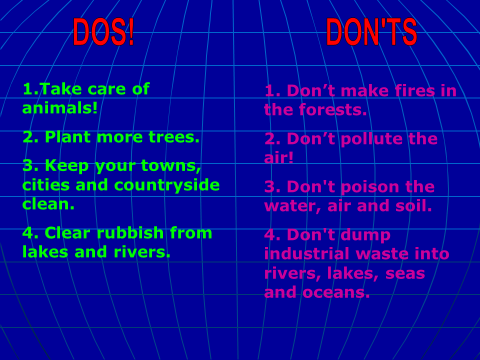 DOS!
1.Take care of
animals!
2. Plant more trees.
3. Keep your towns,
cities and countryside
clean.
4. Clear rubbish from
lakes and rivers.
DON'TS
1. Don’t make fires in
the forests.
2. Don’t pollute the
air!
3. Don't poison the
water, air and soil.
4. Don't dump
industrial waste into
rivers, lakes, seas
and oceans.